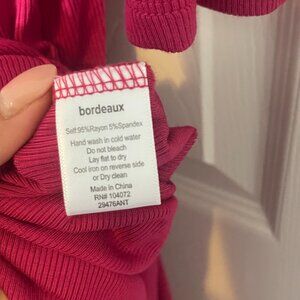 bordeaux
Self:95%Rayon 5%Spandex
Hand wash in cold water
Do not bleach
Lay flat to dry
Cool iron on reverse side
or Dry clean
Made in China
RN# 104072
29476ANT